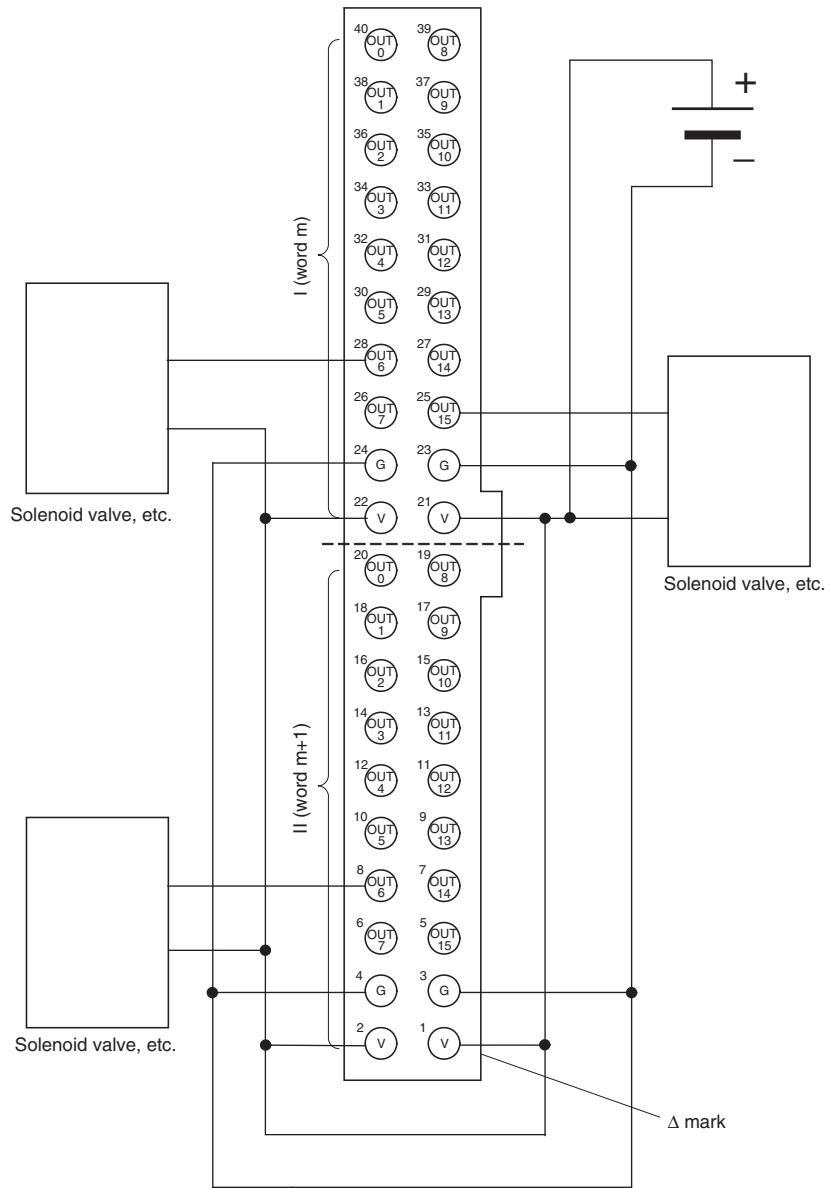 40 OUT 0 39 OUT 8
38 OUT 1 37 OUT 9
36 OUT 2 35 OUT 10
34 OUT 3 33 OUT 11
32 OUT 4 31 OUT 12
30 OUT 5 29 OUT 13
28 OUT 6 27 OUT 14
26 OUT 7 25 OUT 15
24 G 23 G
22 V 21 V
20 OUT 0 19 OUT 8
18 OUT 1 17 OUT 9
16 OUT 2 15 OUT 10
14 OUT 3 13 OUT 11
12 OUT 4 11 OUT 12
10 OUT 5 9 OUT 13
8 OUT 6 7 OUT 14
6 OUT 7 5 OUT 15
4 G 3 G
2 V 1 V
I (word m)
II (word m+1)
+
−
Solenoid valve, etc.
Solenoid valve, etc.
Solenoid valve, etc.
Δ mark